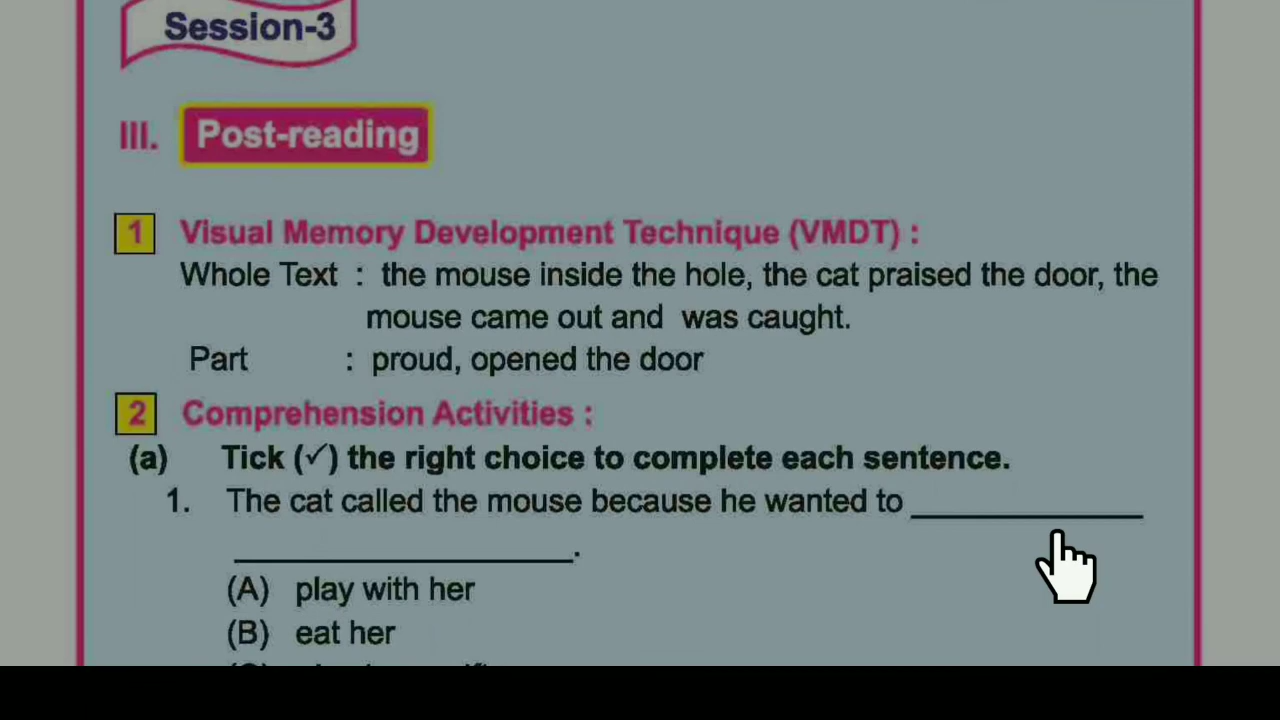 Session-3
III. Post-reading
1 Visual Memory Development Technique (VMDT) :
Whole Text : the mouse inside the hole, the cat praised the door, the
mouse came out and was caught.
Part : proud, opened the door
2 Comprehension Activities :
(a) Tick (✓) the right choice to complete each sentence.
1. The cat called the mouse because he wanted to ____________
__________________.
(A) play with her
(B) eat her